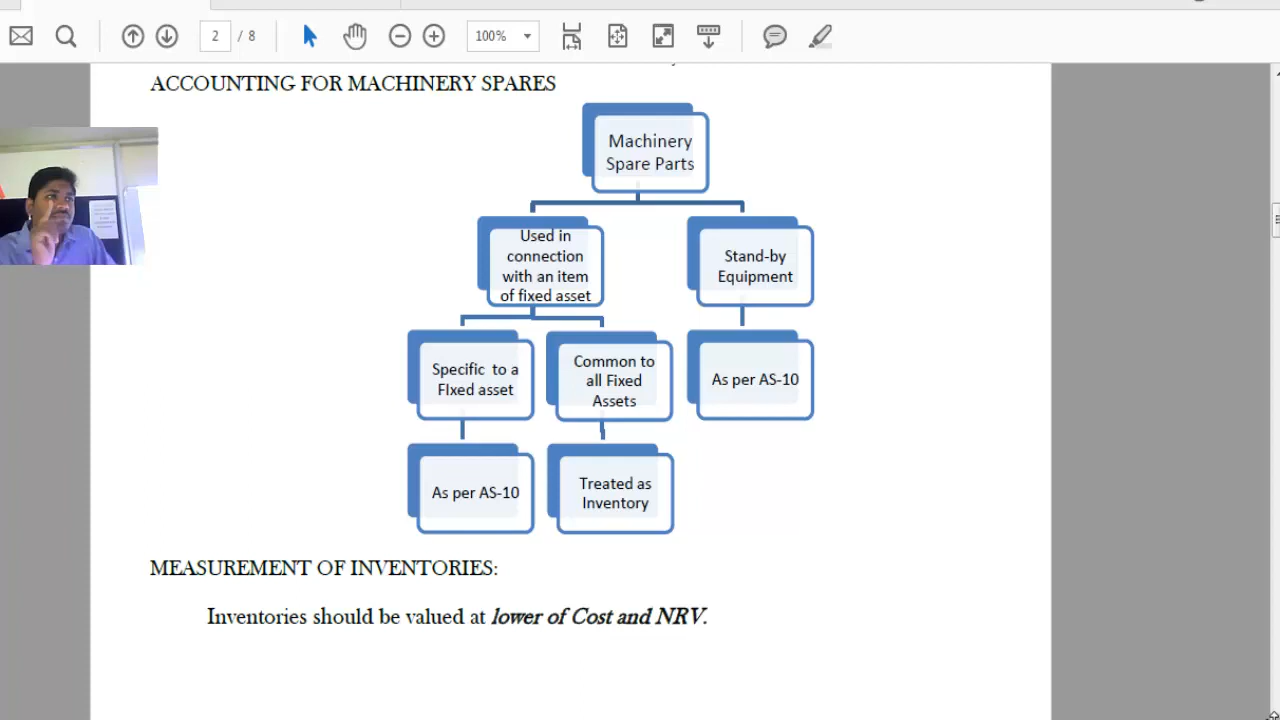 2 / 8
100%
ACCOUNTING FOR MACHINERY SPARES
Machinery
Spare Parts
Used in
connection
with an item
of fixed asset
Stand-by
Equipment
Specific to a
FIxed asset
Common to
all Fixed
Assets
As per AS-10
As per AS-10
Treated as
Inventory
MEASUREMENT OF INVENTORIES:
Inventories should be valued at lower of Cost and NRV.